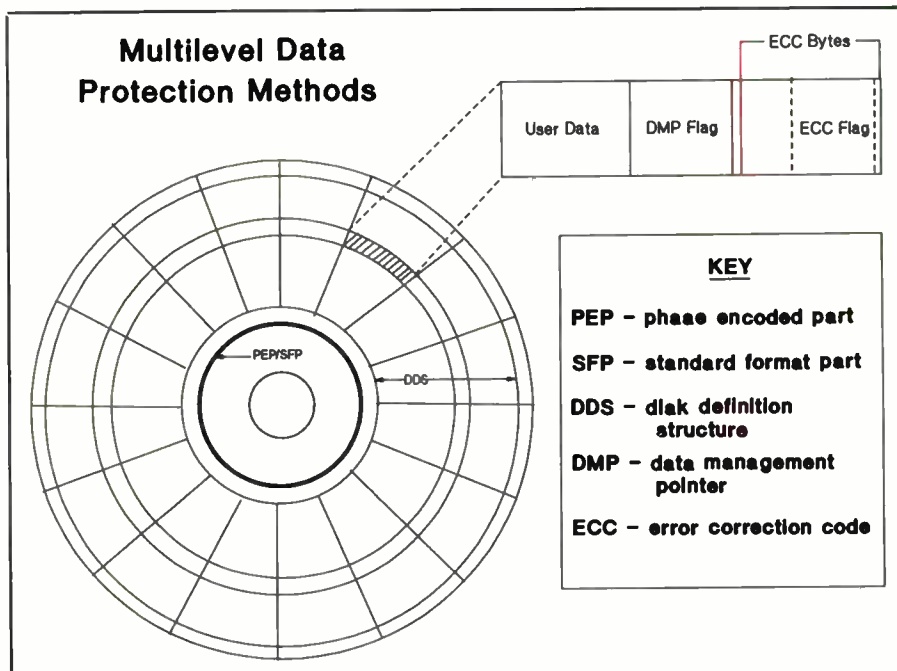 Multilevel Data
Protection Methods
ECC Bytes
User Data
DMP Flag
ECC Flag
PEP/SFP
DDS
KEY
PEP – phase encoded part
SFP – standard format part
DDS – disk definition
structure
DMP – data management
pointer
ECC – error correction code